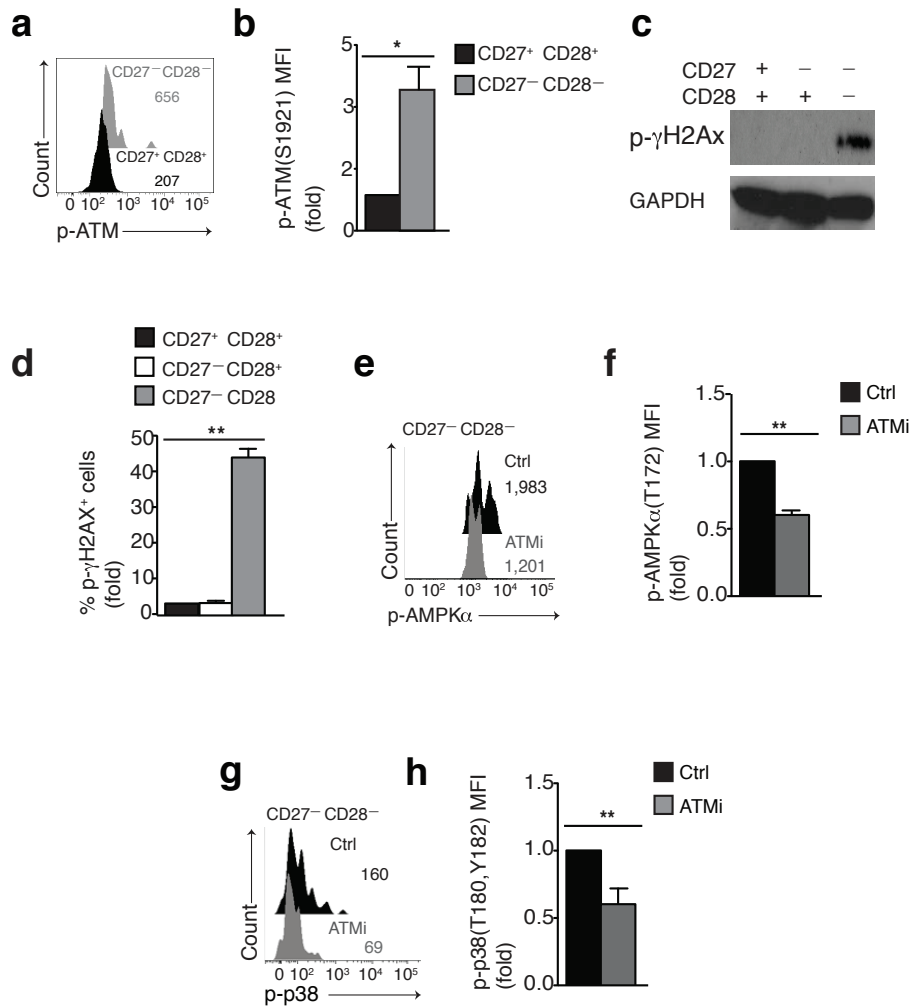 a
CD27– CD28–
656
CD27+ CD28+
207
Count
0 10² 10³ 10⁴ 10⁵
p-ATM
b
*
CD27+ CD28+
CD27– CD28–
p-ATM(S1921) MFI
(fold)
5
3
2
0
c
CD27 + – –
CD28 + + –
p-γH2Ax
GAPDH
d
CD27+ CD28+
CD27– CD28+
CD27– CD28
**
% p-γH2AX+ cells
(fold)
50
40
30
20
10
0
e
CD27– CD28–
Ctrl
1,983
ATMi
1,201
Count
0 10² 10³ 10⁴ 10⁵
p-AMPKα
f
Ctrl
ATMi
**
p-AMPKα(T172) MFI
(fold)
1.5
1.0
0.5
0.0
g
CD27– CD28–
Ctrl
160
ATMi
69
Count
0 10² 10³ 10⁴ 10⁵
p-p38
h
Ctrl
ATMi
**
p-p38(T180,Y182) MFI
(fold)
1.5
1.0
0.5
0.0